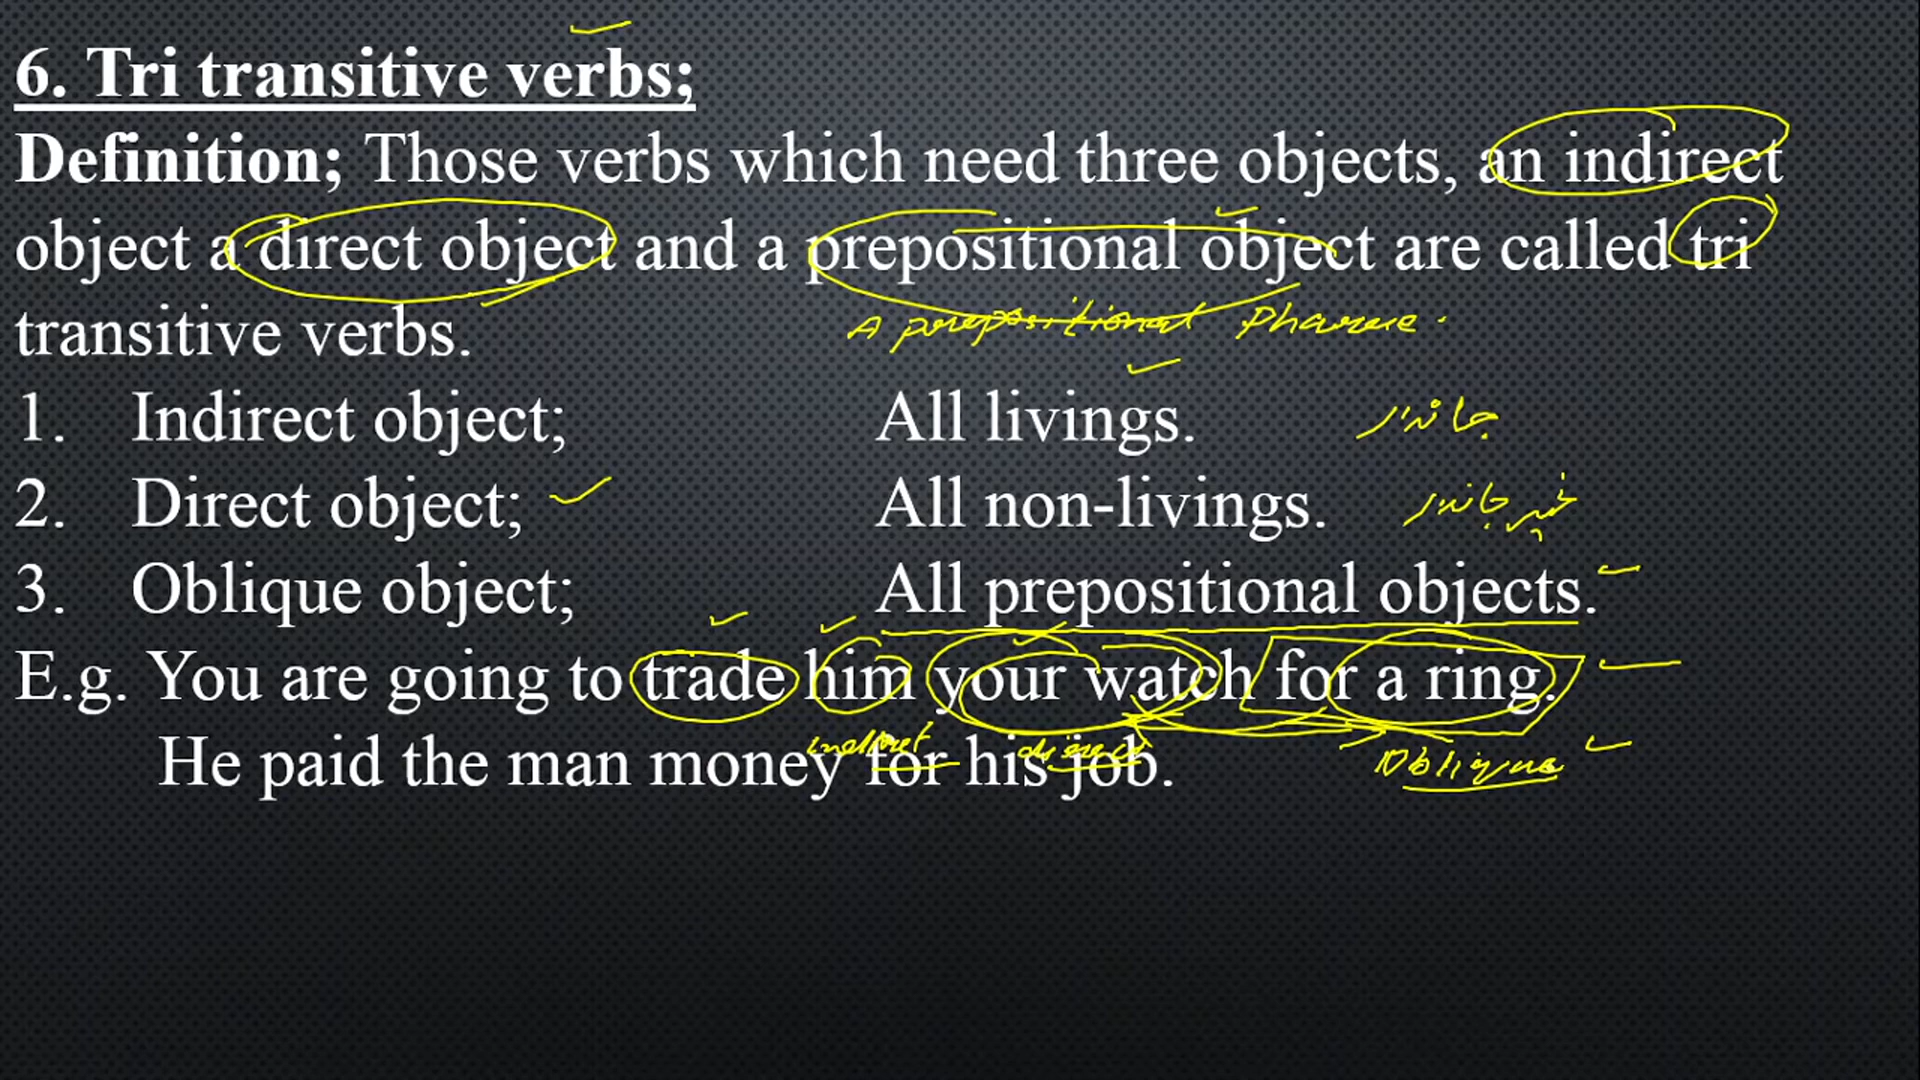 6. Tri transitive verbs;
Definition; Those verbs which need three objects, an indirect
object a direct object and a prepositional object are called tri
transitive verbs.
A prepositional Pharase.
1. Indirect object; All livings. جاندار
2. Direct object; All non-livings. غیر جاندار
3. Oblique object; All prepositional objects.
E.g. You are going to trade him your watch for a ring.
indirect direct Oblique
He paid the man money for his job.